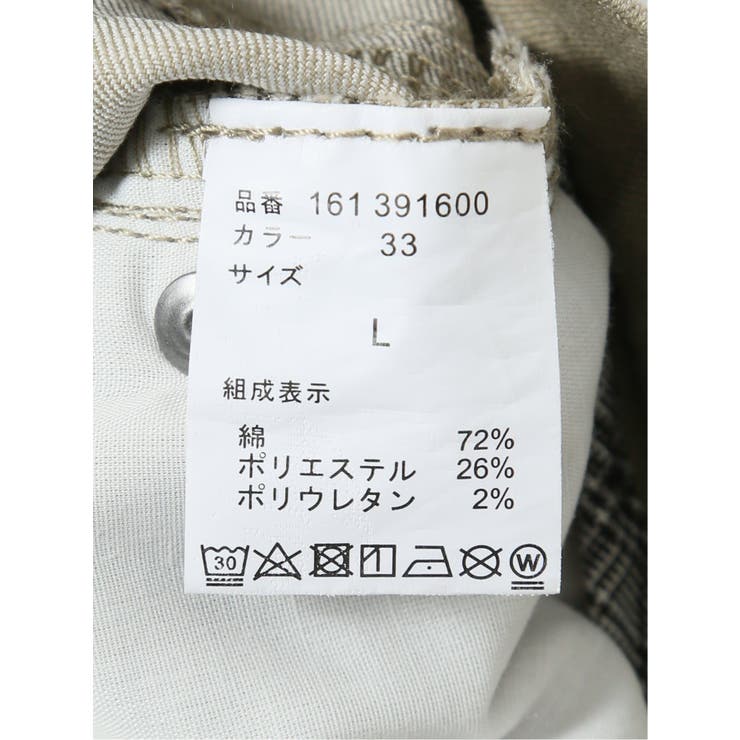 品番 161 391600
カラー 33
サイズ
L
組成表示
綿 72%
ポリエステル 26%
ポリウレタン 2%
30 W